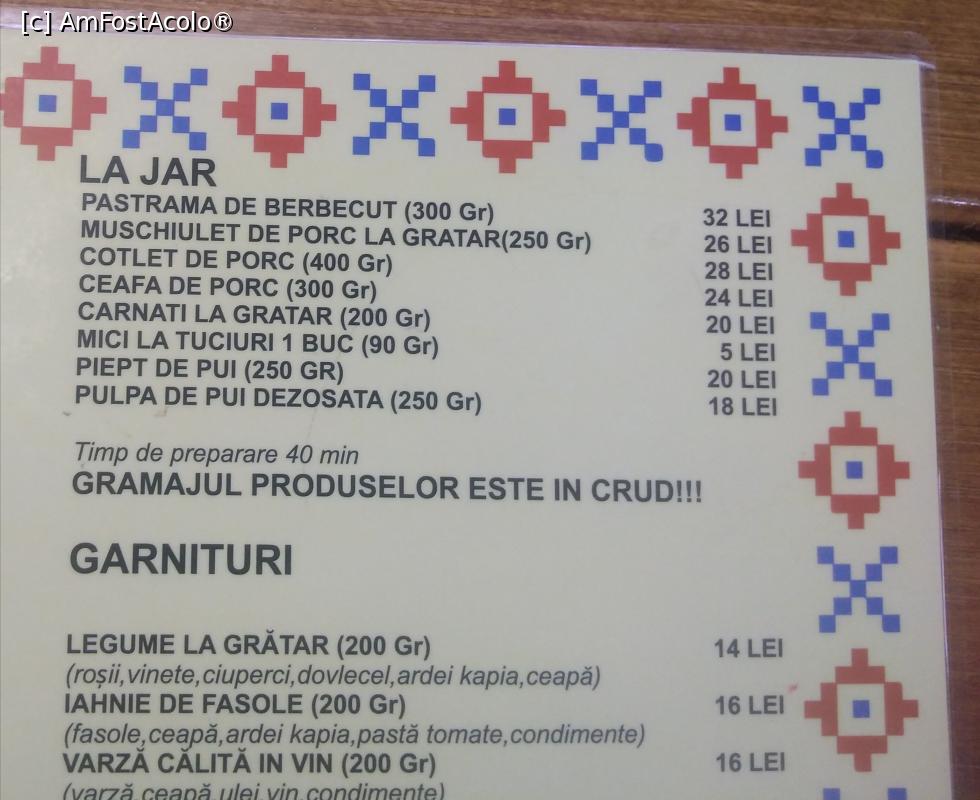 [c] AmFostAcolo®
LA JAR
PASTRAMA DE BERBECUT (300 Gr) 32 LEI
MUSCHIULET DE PORC LA GRATAR(250 Gr) 26 LEI
COTLET DE PORC (400 Gr) 28 LEI
CEAFA DE PORC (300 Gr) 24 LEI
CARNATI LA GRATAR (200 Gr) 20 LEI
MICI LA TUCIURI 1 BUC (90 Gr) 5 LEI
PIEPT DE PUI (250 GR) 20 LEI
PULPA DE PUI DEZOSATA (250 Gr) 18 LEI
Timp de preparare 40 min
GRAMAJUL PRODUSELOR ESTE IN CRUD!!!
GARNITURI
LEGUME LA GRĂTAR (200 Gr) 14 LEI
(roșii,vinete,ciuperci,dovlecel,ardei kapia,ceapă)
IAHNIE DE FASOLE (200 Gr) 16 LEI
(fasole,ceapă,ardei kapia,pastă tomate,condimente)
VARZĂ CĂLITĂ IN VIN (200 Gr) 16 LEI
(varză,ceapă,ulei,vin,condimente)